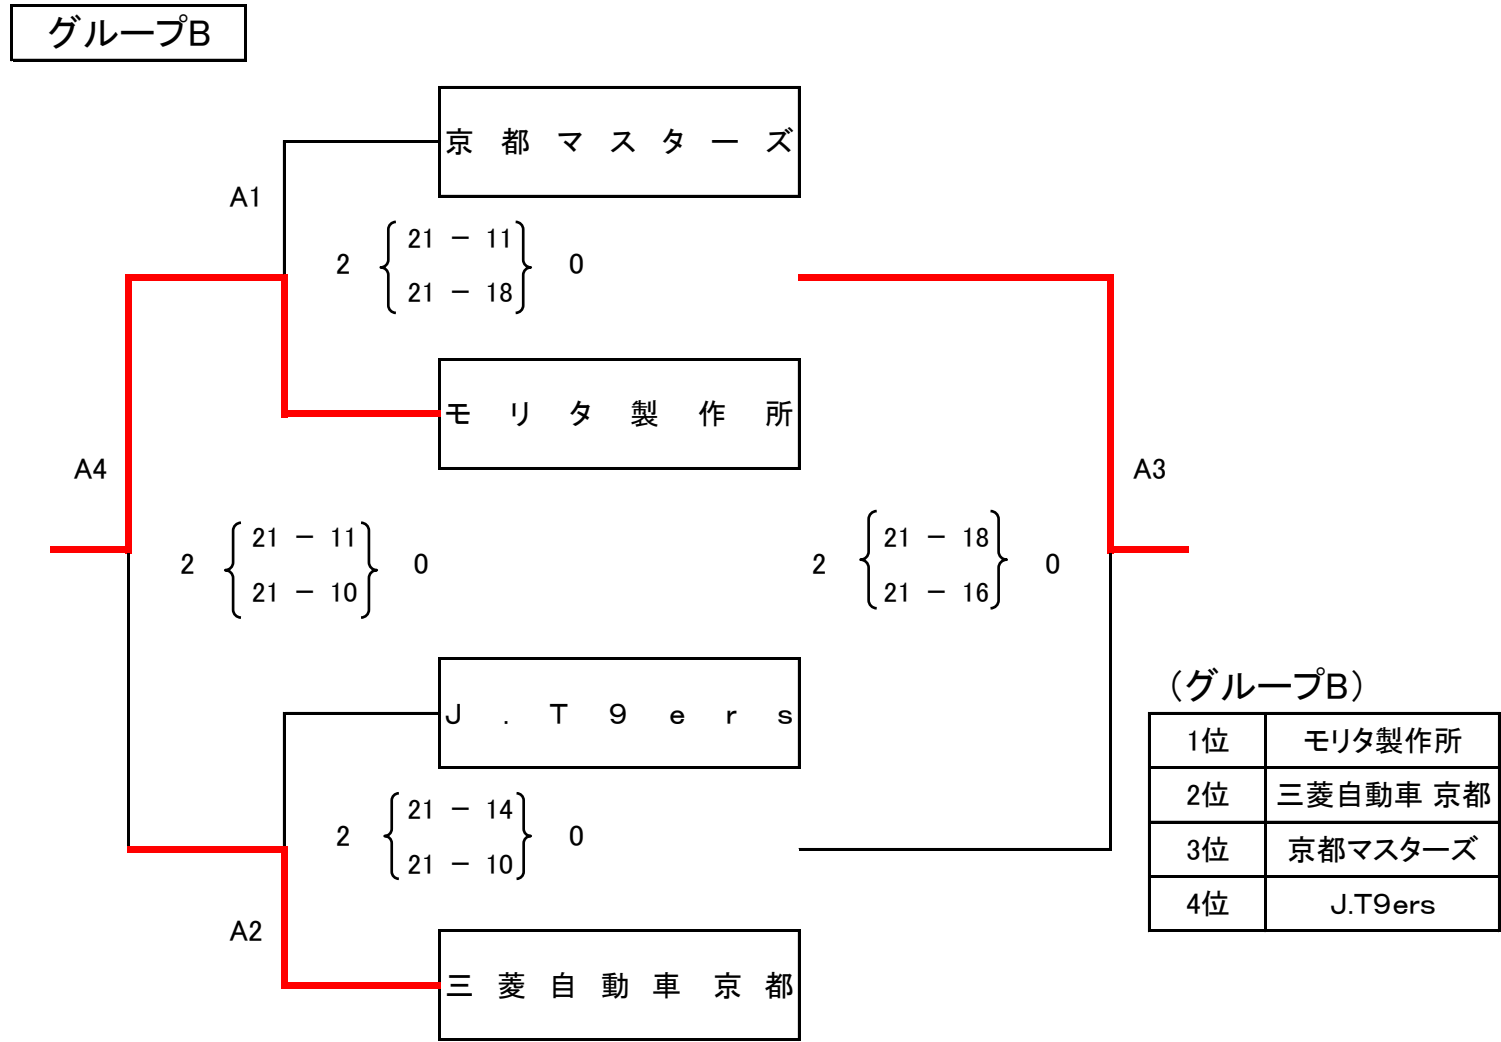 グループB
京都マスターズ
A1
21 － 11
2 0
21 － 18
モリタ製作所
A4
A3
21 － 11
2 0
21 － 10
21 － 18
2 0
21 － 16
J.T9ers
21 － 14
2 0
21 － 10
A2
三菱自動車京都
（グループB）
1位 モリタ製作所
2位 三菱自動車 京都
3位 京都マスターズ
4位 J.T9ers